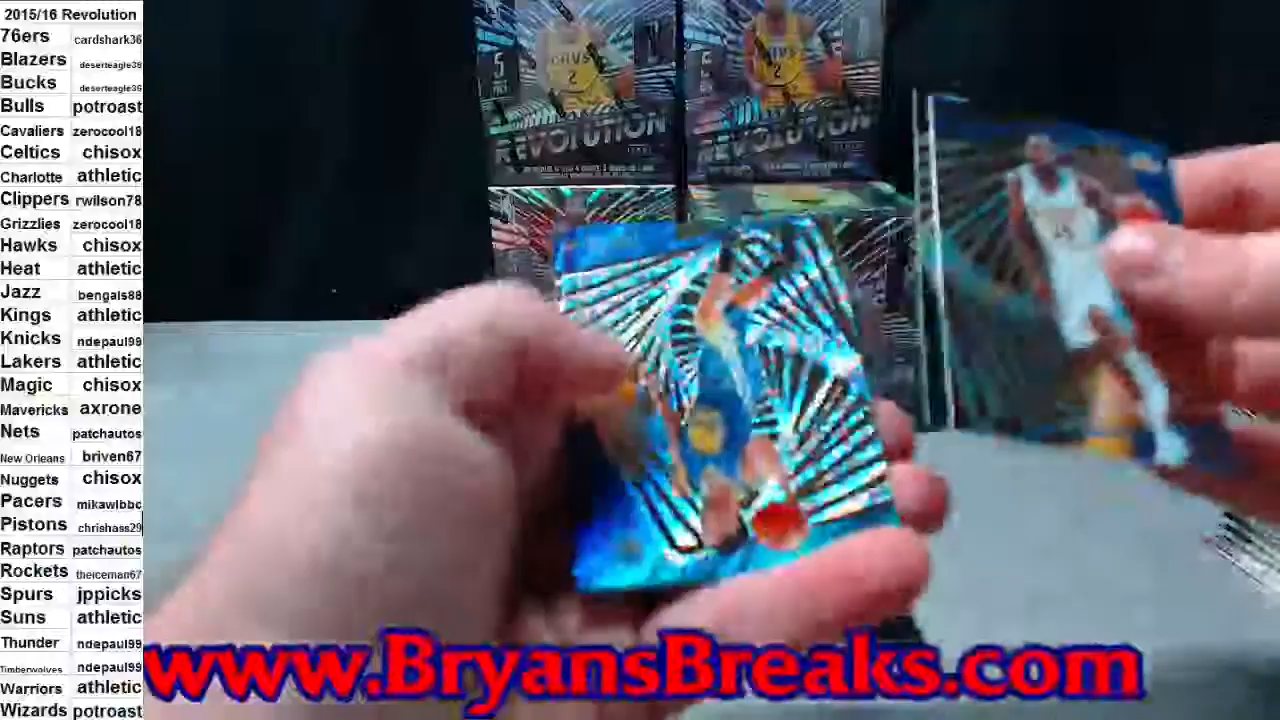 2015/16 Revolution
76ers cardshark36
Blazers deserteagle36
Bucks deserteagle36
Bulls potroast
Cavaliers zerocool18
Celtics chisox
Charlotte athletic
Clippers rwilson78
Grizzlies zerocool18
Hawks chisox
Heat athletic
Jazz bengals88
Kings athletic
Knicks ndepaul99
Lakers athletic
Magic chisox
Mavericks axrone
Nets patchautos
New Orleans briven67
Nuggets chisox
Pacers mikawlbbc
Pistons chrishass29
Raptors patchautos
Rockets theiceman67
Spurs jppicks
Suns athletic
Thunder ndepaul99
Timberwolves ndepaul99
Warriors athletic
Wizards potroast
REVOLUTION
REVOLUTION
www.BryansBreaks.com